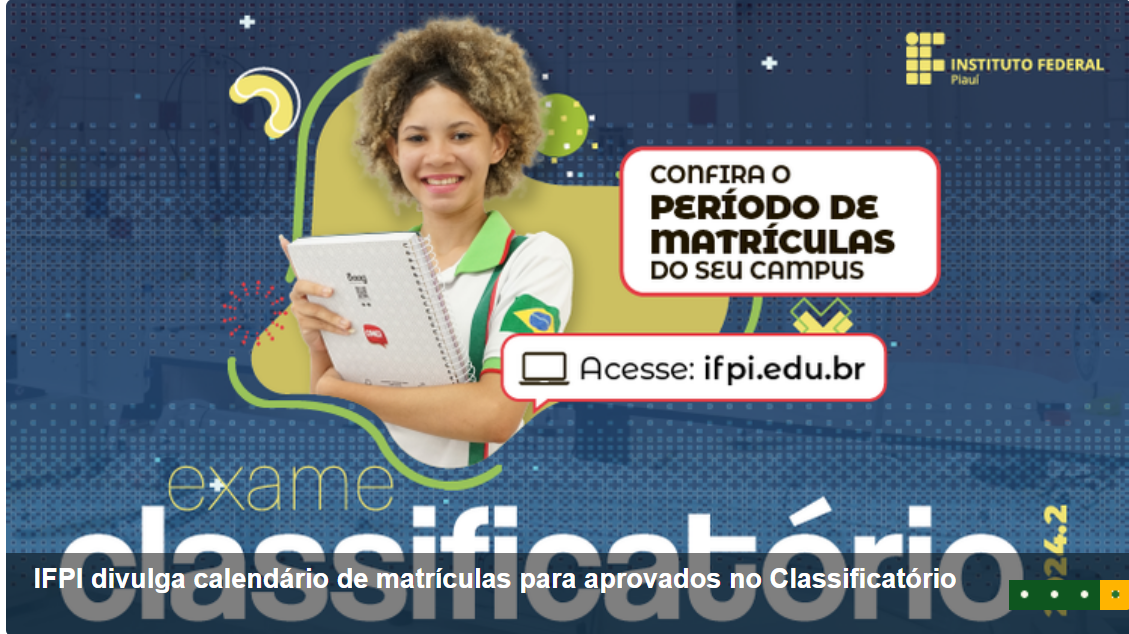 INSTITUTO FEDERAL
Piauí
CONFIRA O
PERÍODO DE
MATRÍCULAS
DO SEU CAMPUS
Acesse: ifpi.edu.br
exame
classificatório
2024.2
IFPI divulga calendário de matrículas para aprovados no Classificatório